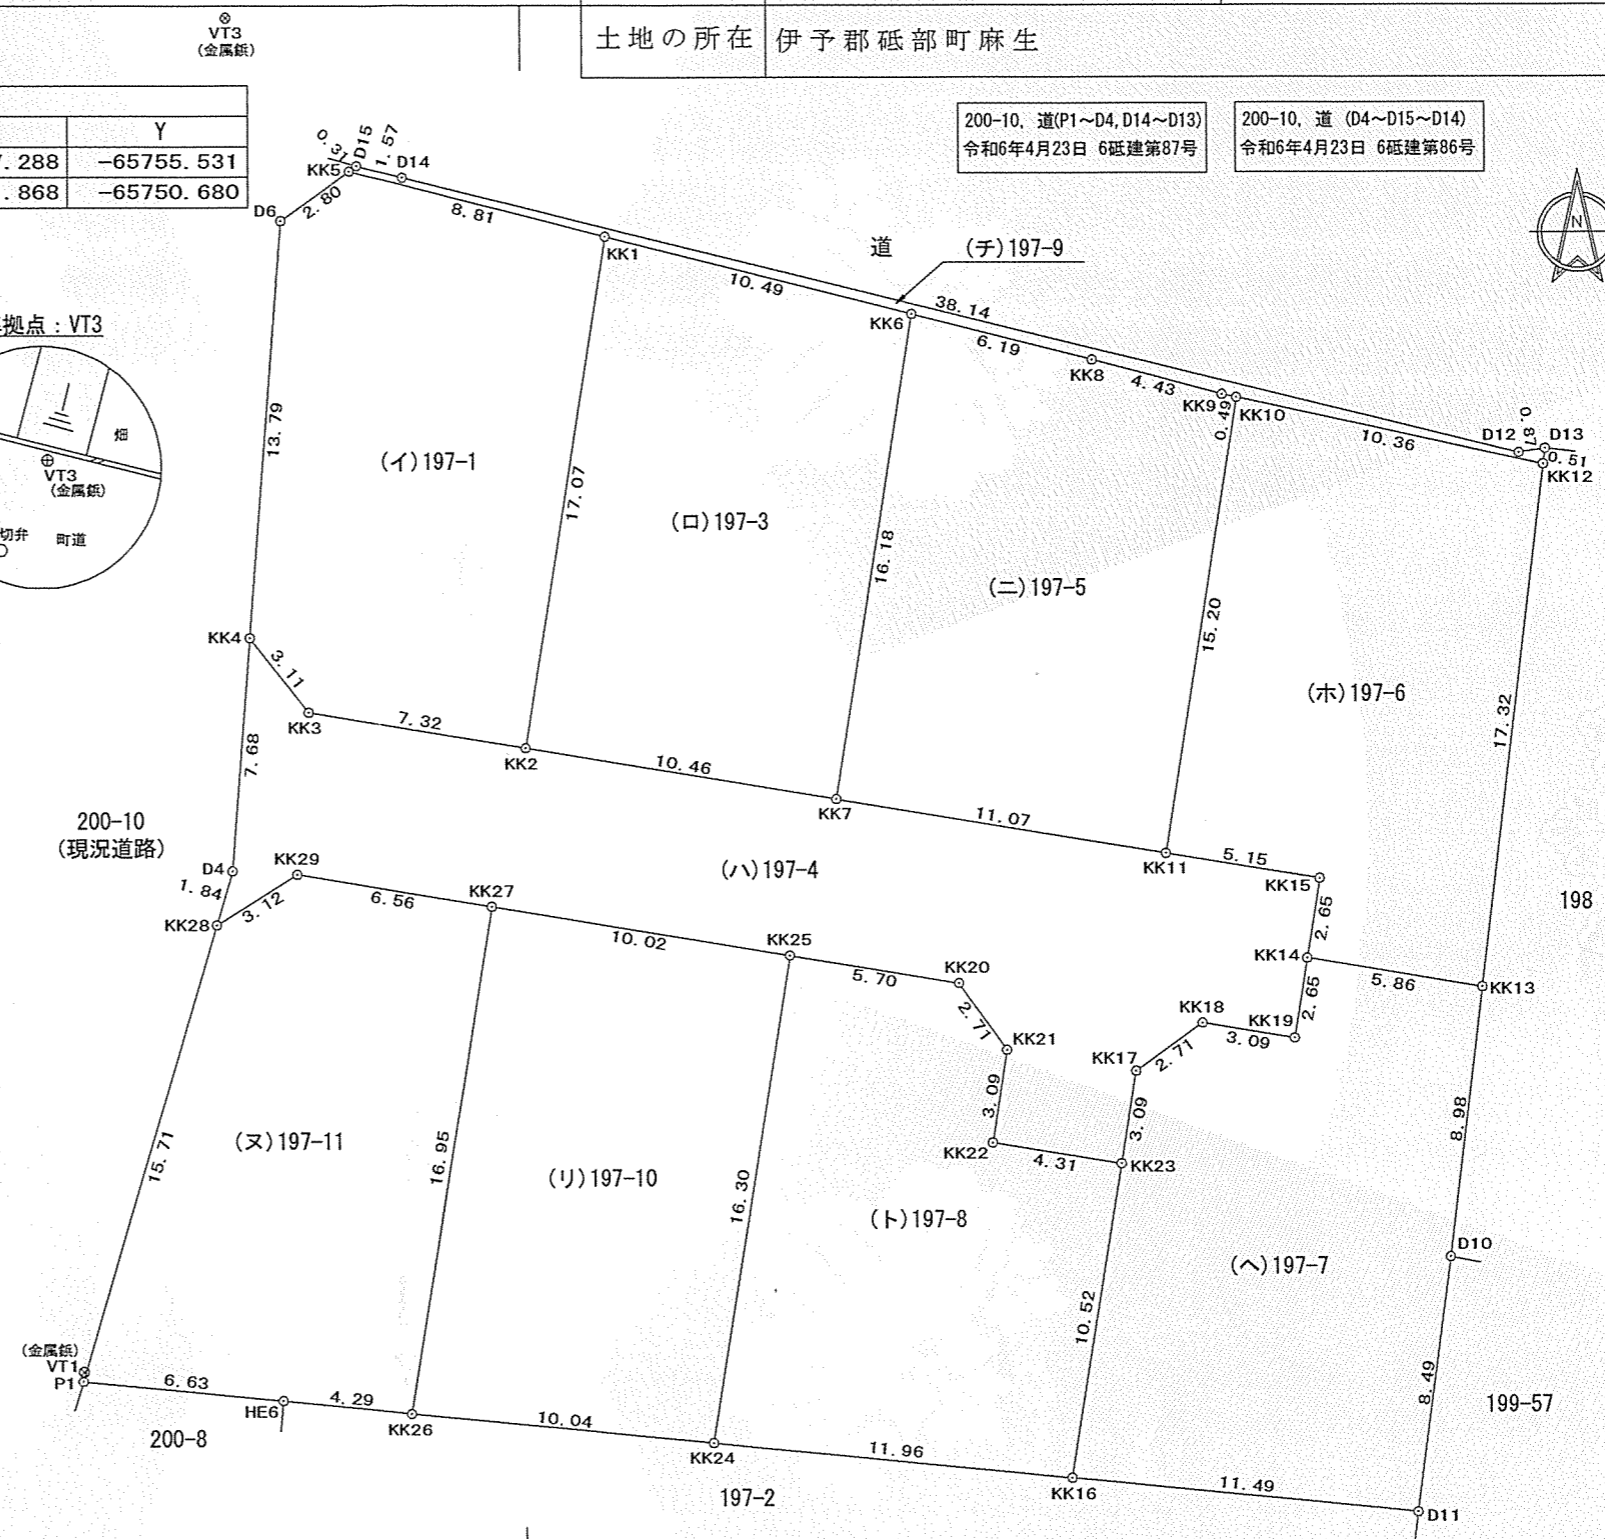 VT3
(金属鋲)
土地の所在 伊予郡砥部町麻生
Y
7.288 -65755.531
.868 -65750.680
200-10, 道(P1～D4,D14～D13)
令和6年4月23日 6砥建第87号
200-10, 道 (D4～D15～D14)
令和6年4月23日 6砥建第86号
N
0.31
D15
1.57
D14
KK5
2.80
D6
8.81
KK1
道
(チ)197-9
10.49
38.14
KK6
6.19
KK8
4.43
KK9
0.49
KK10
10.36
D12
0.87
D13
0.51
KK12
拠点：VT3
畑
VT3
(金属鋲)
切弁
町道
13.79
(イ)197-1
17.07
(ロ)197-3
16.18
(ニ)197-5
15.20
(ホ)197-6
17.32
KK4
3.11
KK3
7.32
KK2
10.46
KK7
11.07
KK11
5.15
KK15
2.65
7.68
200-10
(現況道路)
D4
1.84
KK28
3.12
KK29
6.56
KK27
(ハ)197-4
10.02
KK25
5.70
KK20
2.71
KK21
KK14
5.86
KK13
198
2.65
KK18
KK19
3.09
KK17
2.71
3.09
3.09
KK22
4.31
KK23
8.98
15.71
(ヌ)197-11
16.95
(リ)197-10
16.30
(ト)197-8
(ヘ)197-7
D10
10.52
8.49
(金属鋲)
VT1
P1
6.63
HE6
4.29
KK26
10.04
KK24
11.96
KK16
11.49
D11
199-57
200-8
197-2